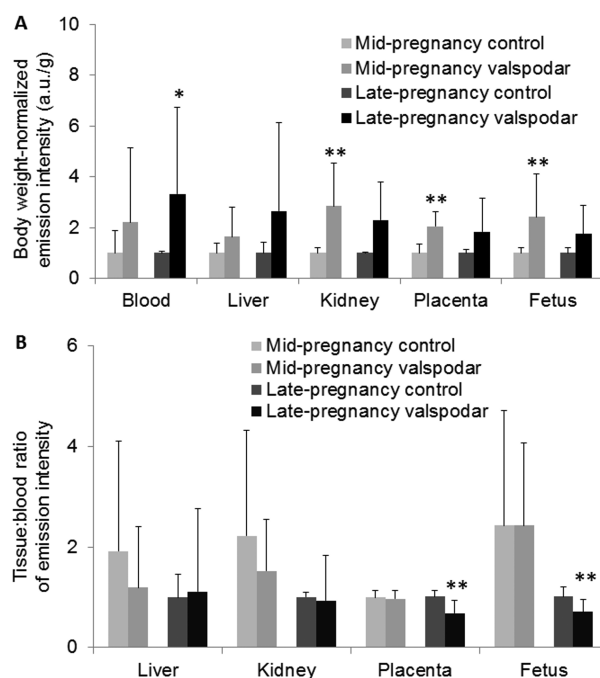 A
10
8
6
4
2
0
Body weight-normalized
emission intensity (a.u./g)
Mid-pregnancy control
Mid-pregnancy valspodar
Late-pregnancy control
Late-pregnancy valspodar
*
**
**
**
Blood Liver Kidney Placenta Fetus
B
6
4
2
0
Tissue:blood ratio
of emission intensity
Mid-pregnancy control
Mid-pregnancy valspodar
Late-pregnancy control
Late-pregnancy valspodar
**
**
Liver Kidney Placenta Fetus